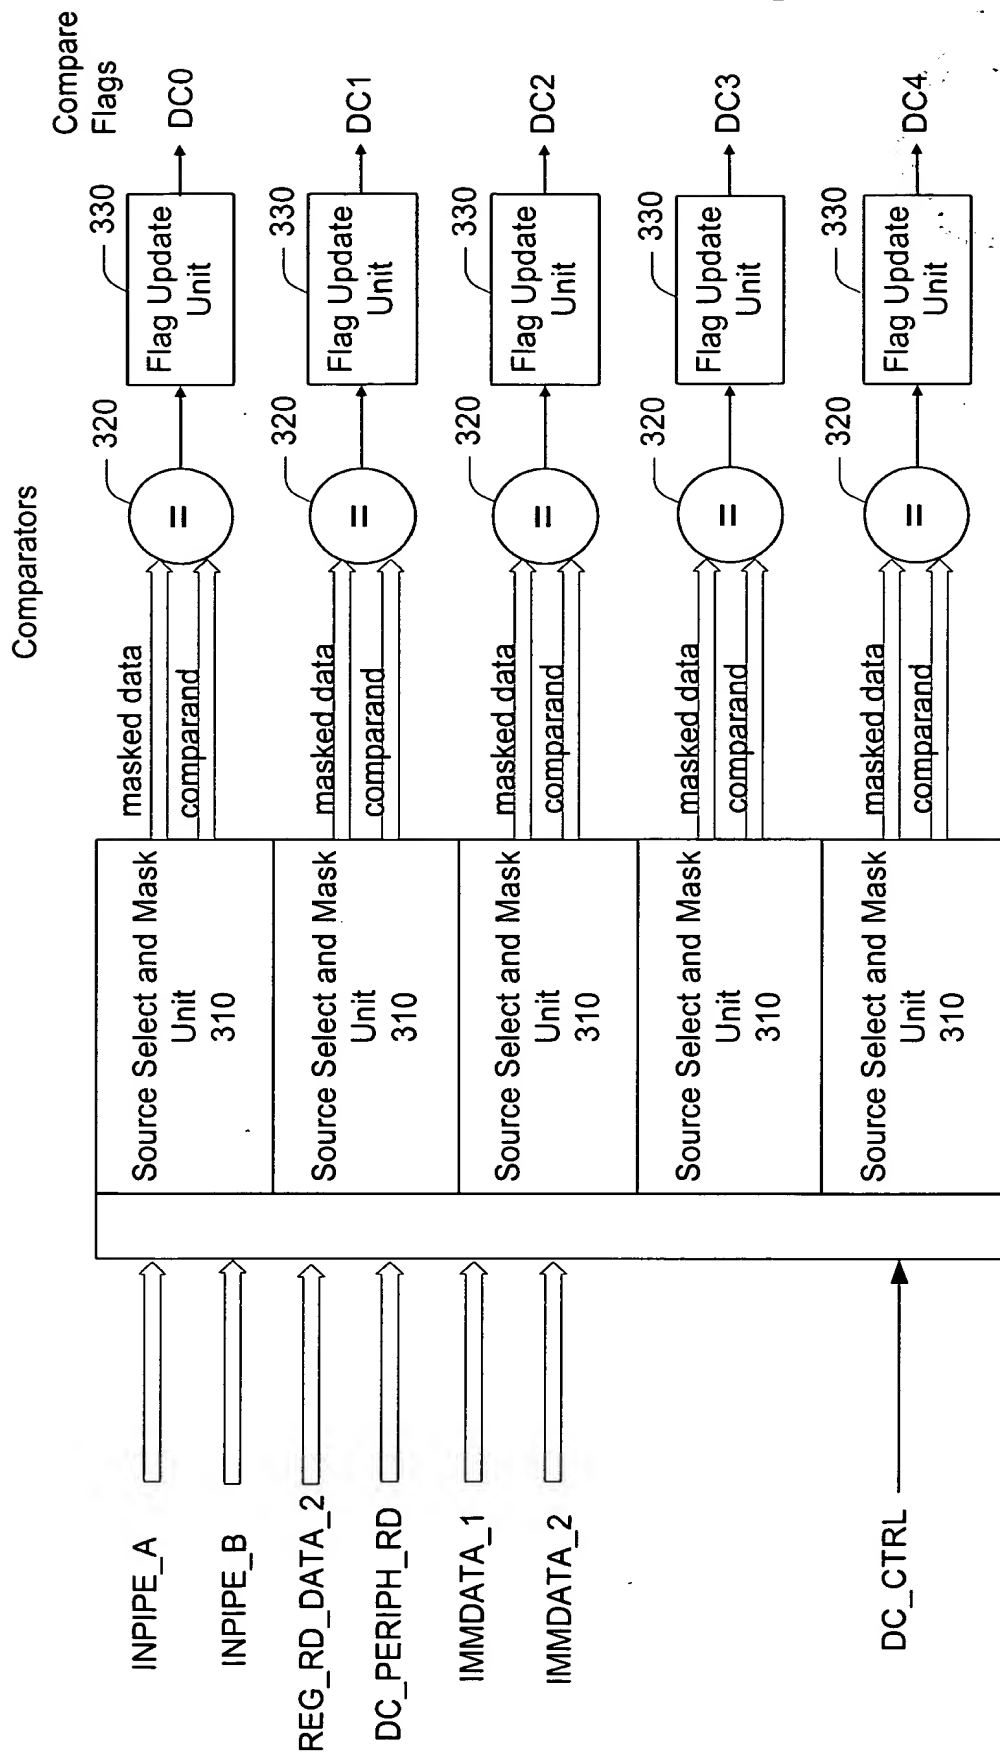 Comparators
Compare
Flags
INPIPE_A
INPIPE_B
REG_RD_DATA_2
DC_PERIPH_RD
IMMDATA_1
IMMDATA_2
DC_CTRL
Source Select and Mask
Unit
310
masked data
comparand
=
320
Flag Update
Unit
330
DC0
Source Select and Mask
Unit
310
masked data
comparand
=
320
Flag Update
Unit
330
DC1
Source Select and Mask
Unit
310
masked data
comparand
=
320
Flag Update
Unit
330
DC2
Source Select and Mask
Unit
310
masked data
comparand
=
320
Flag Update
Unit
330
DC3
Source Select and Mask
Unit
310
masked data
comparand
=
320
Flag Update
Unit
330
DC4